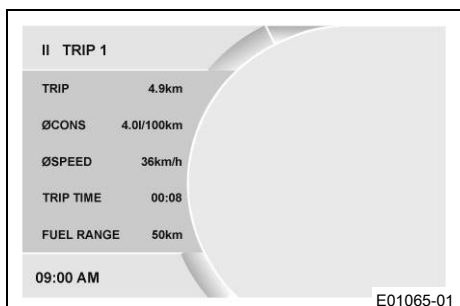 II TRIP 1
TRIP 4.9km
ØCONS 4.0l/100km
ØSPEED 36km/h
TRIP TIME 00:08
FUEL RANGE 50km
09:00 AM
E01065-01